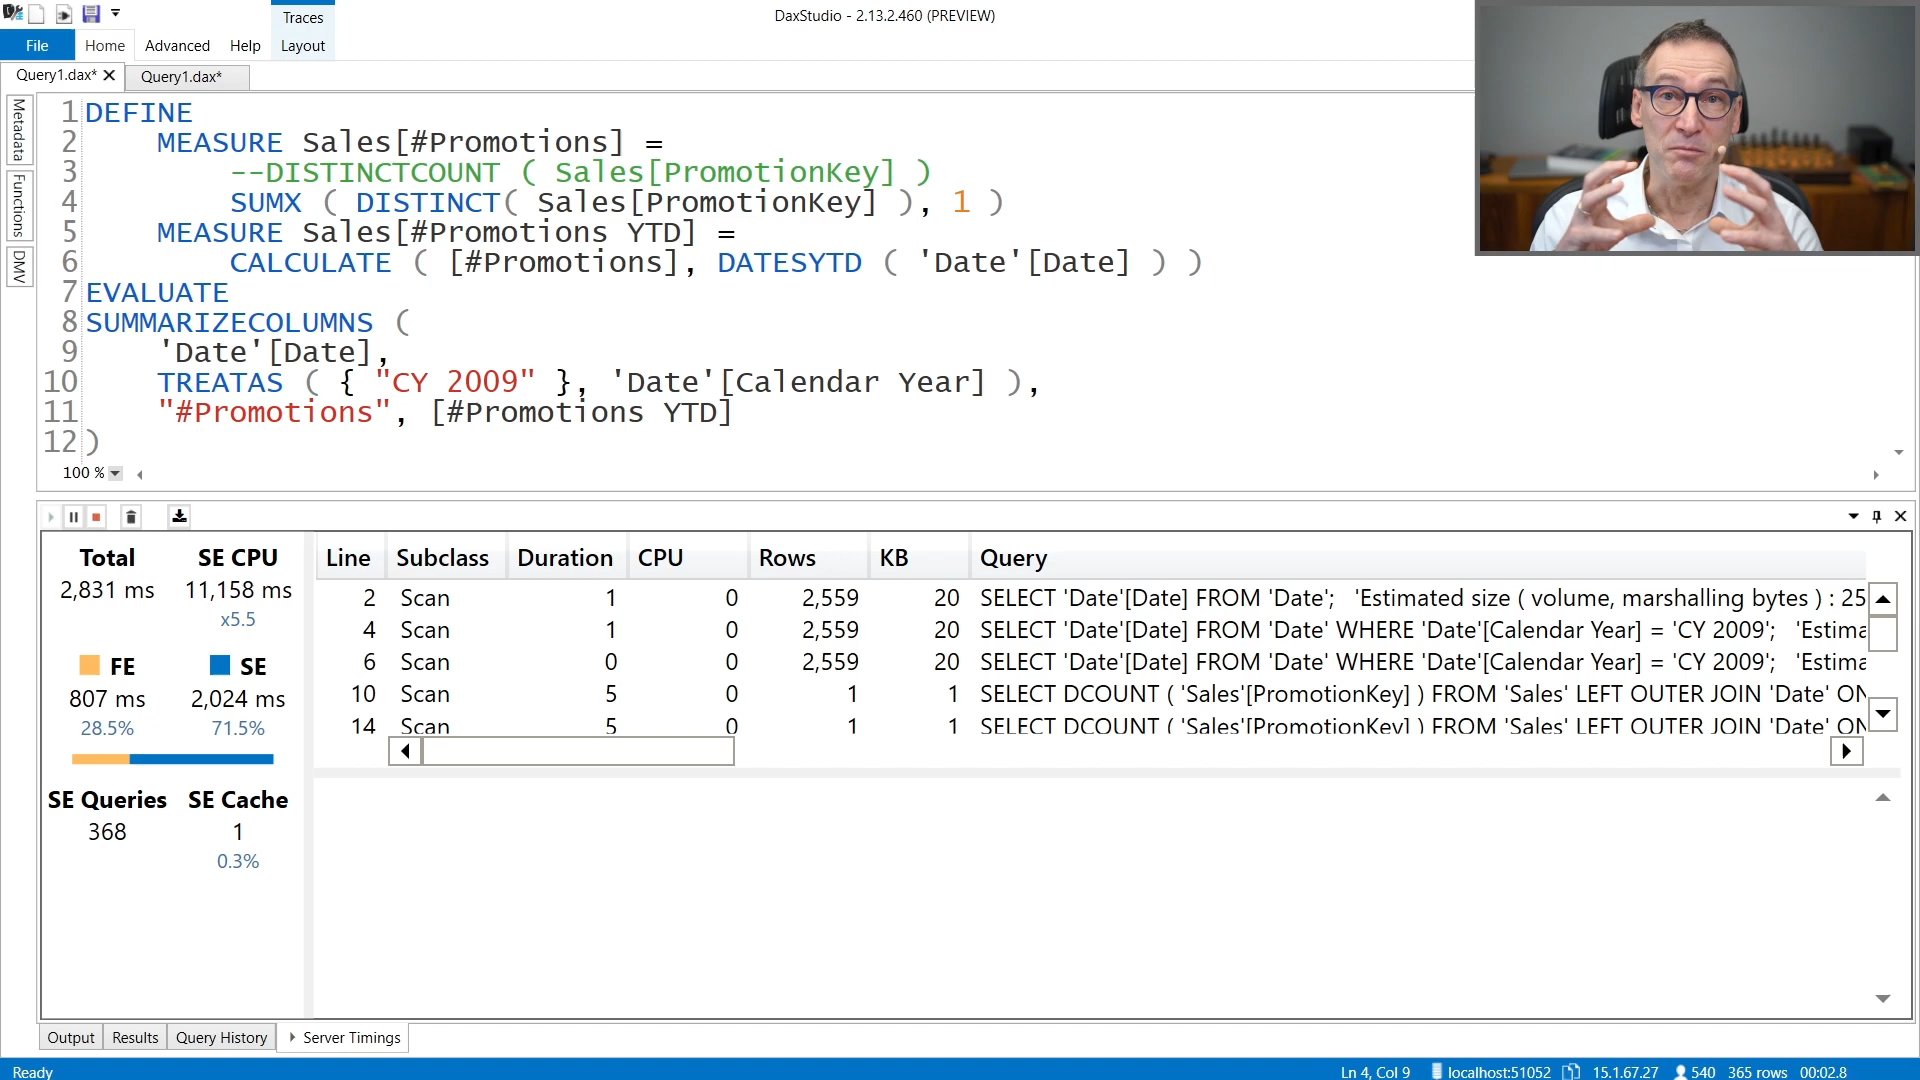 Traces
DaxStudio - 2.13.2.460 (PREVIEW)
File
Home
Advanced
Help
Layout
Query1.dax*
Query1.dax*
Metadata
Functions
DMV
1 DEFINE
2 MEASURE Sales[#Promotions] =
3 --DISTINCTCOUNT ( Sales[PromotionKey] )
4 SUMX ( DISTINCT( Sales[PromotionKey] ), 1 )
5 MEASURE Sales[#Promotions YTD] =
6 CALCULATE ( [#Promotions], DATESYTD ( 'Date'[Date] ) )
7 EVALUATE
8 SUMMARIZECOLUMNS (
9 'Date'[Date],
10 TREATAS ( { "CY 2009" }, 'Date'[Calendar Year] ),
11 "#Promotions", [#Promotions YTD]
12 )
100 %
Total SE CPU
2,831 ms 11,158 ms
x5.5
FE SE
807 ms 2,024 ms
28.5% 71.5%
SE Queries SE Cache
368 1
0.3%
Line Subclass Duration CPU Rows KB Query
2 Scan 1 0 2,559 20 SELECT 'Date'[Date] FROM 'Date'; 'Estimated size ( volume, marshalling bytes ) : 25
4 Scan 1 0 2,559 20 SELECT 'Date'[Date] FROM 'Date' WHERE 'Date'[Calendar Year] = 'CY 2009'; 'Estima
6 Scan 0 0 2,559 20 SELECT 'Date'[Date] FROM 'Date' WHERE 'Date'[Calendar Year] = 'CY 2009'; 'Estima
10 Scan 5 0 1 1 SELECT DCOUNT ( 'Sales'[PromotionKey] ) FROM 'Sales' LEFT OUTER JOIN 'Date' ON
14 Scan 5 0 1 1 SELECT DCOUNT ( 'Sales'[PromotionKey] ) FROM 'Sales' LEFT OUTER JOIN 'Date' ON
Output
Results
Query History
Server Timings
Ready
Ln 4, Col 9
localhost:51052
15.1.67.27
540
365 rows
00:02.8